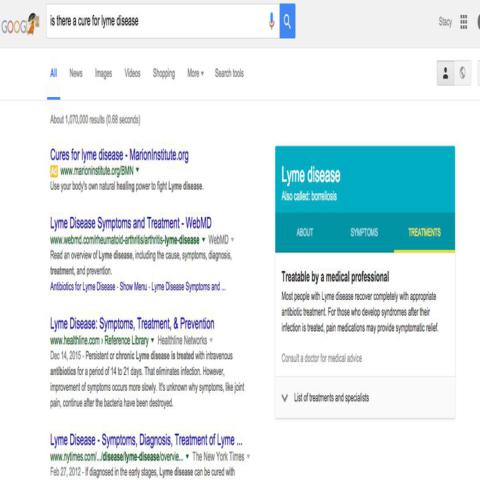 GOOG
is there a cure for lyme disease
Stacy
All News Images Videos Shopping More ▾ Search tools
About 1,070,000 results (0.68 seconds)
Cures for lyme disease - MarionInstitute.org
Ad www.marioninstitute.org/BMN ▾
Use your body's own natural healing power to fight Lyme disease.
Lyme Disease Symptoms and Treatment - WebMD
www.webmd.com/rheumatoid-arthritis/arthritis-lyme-disease ▾ WebMD ▾
Read an overview of Lyme disease, including the cause, symptoms, diagnosis,
treatment, and prevention.
Antibiotics for Lyme Disease - Show Menu - Lyme Disease Symptoms and ...
Lyme Disease: Symptoms, Treatment, & Prevention
www.healthline.com › Reference Library ▾ Healthline Networks ▾
Dec 14, 2015 - Persistent or chronic Lyme disease is treated with intravenous
antibiotics for a period of 14 to 21 days. That eliminates infection. However,
improvement of symptoms occurs more slowly. It's unknown why symptoms, like joint
pain, continue after the bacteria have been destroyed.
Lyme Disease - Symptoms, Diagnosis, Treatment of Lyme ...
www.nytimes.com/.../disease/lyme-disease/overvie... ▾ The New York Times ▾
Feb 27, 2012 - If diagnosed in the early stages, Lyme disease can be cured with
Lyme disease
Also called: borreliosis
ABOUT SYMPTOMS TREATMENTS
Treatable by a medical professional
Most people with Lyme disease recover completely with appropriate
antibiotic treatment. For those who develop syndromes after their
infection is treated, pain medications may provide symptomatic relief.
Consult a doctor for medical advice
List of treatments and specialists